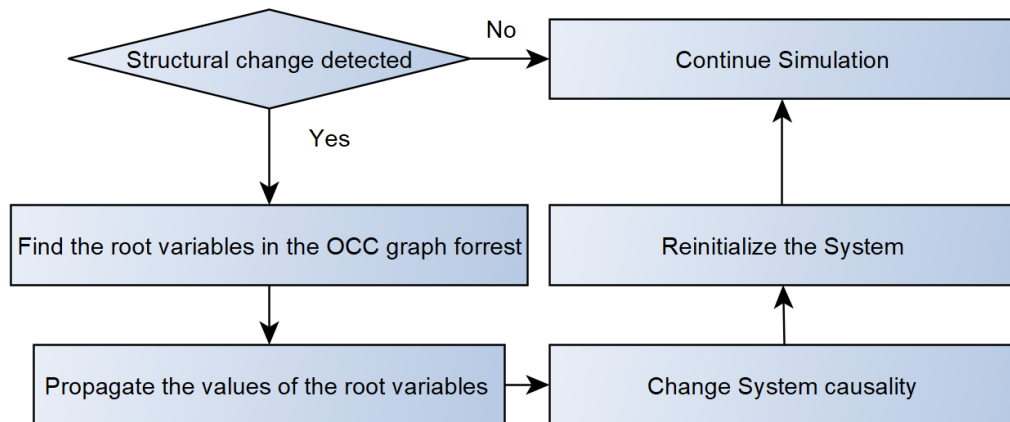 Structural change detected
No
Continue Simulation
Yes
Find the root variables in the OCC graph forrest
Reinitialize the System
Propagate the values of the root variables
Change System causality